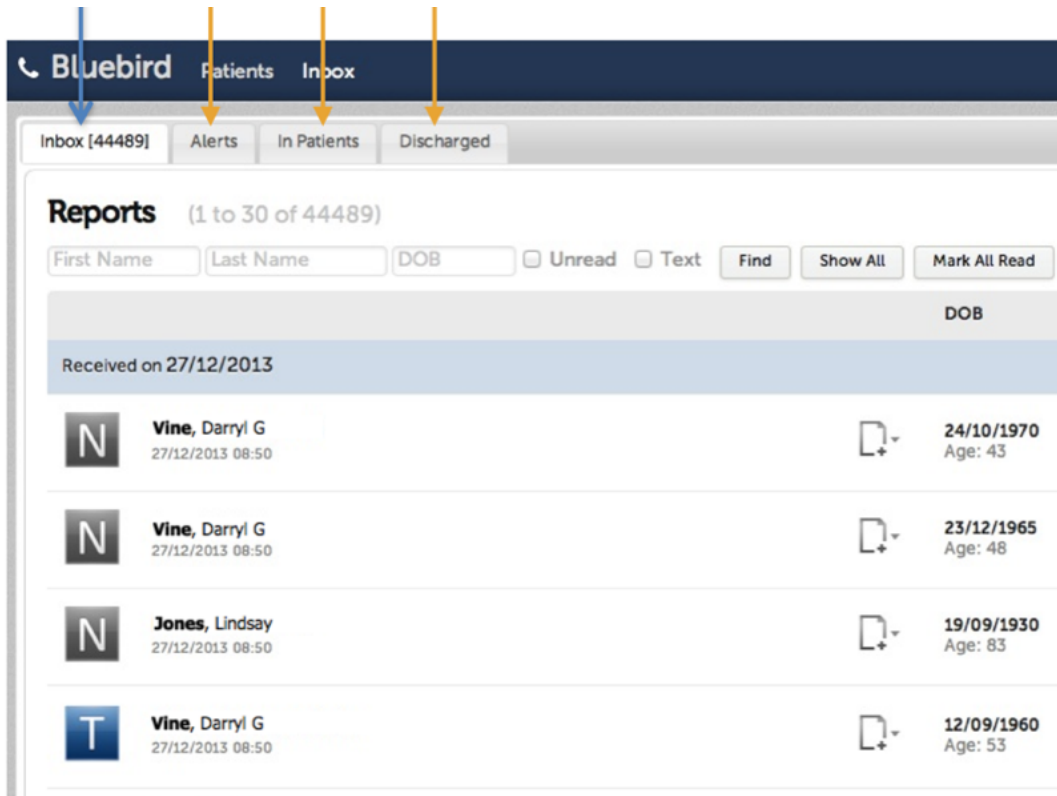 Bluebird Patients Inbox
Inbox [44489] Alerts In Patients Discharged
Reports (1 to 30 of 44489)
First Name Last Name DOB Unread Text Find Show All Mark All Read
DOB
Received on 27/12/2013
N Vine, Darryl G 24/10/1970
27/12/2013 08:50 Age: 43
N Vine, Darryl G 23/12/1965
27/12/2013 08:50 Age: 48
N Jones, Lindsay 19/09/1930
27/12/2013 08:50 Age: 83
T Vine, Darryl G 12/09/1960
27/12/2013 08:50 Age: 53